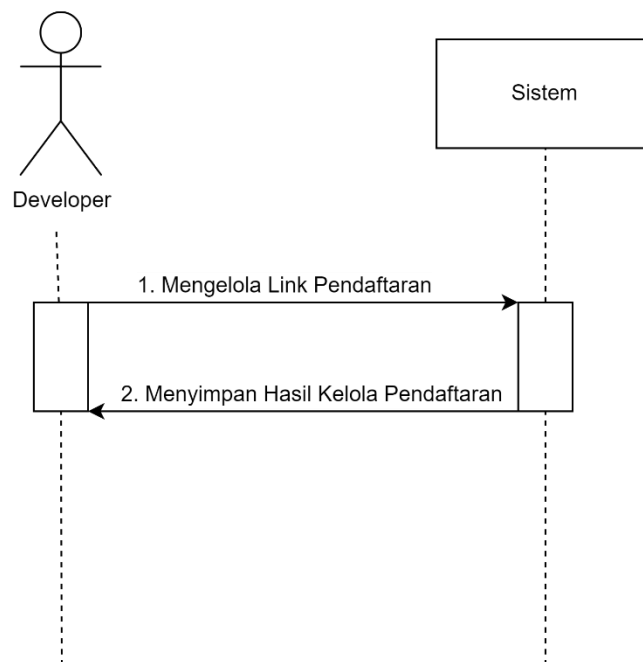 Sistem
Developer
1. Mengelola Link Pendaftaran
2. Menyimpan Hasil Kelola Pendaftaran